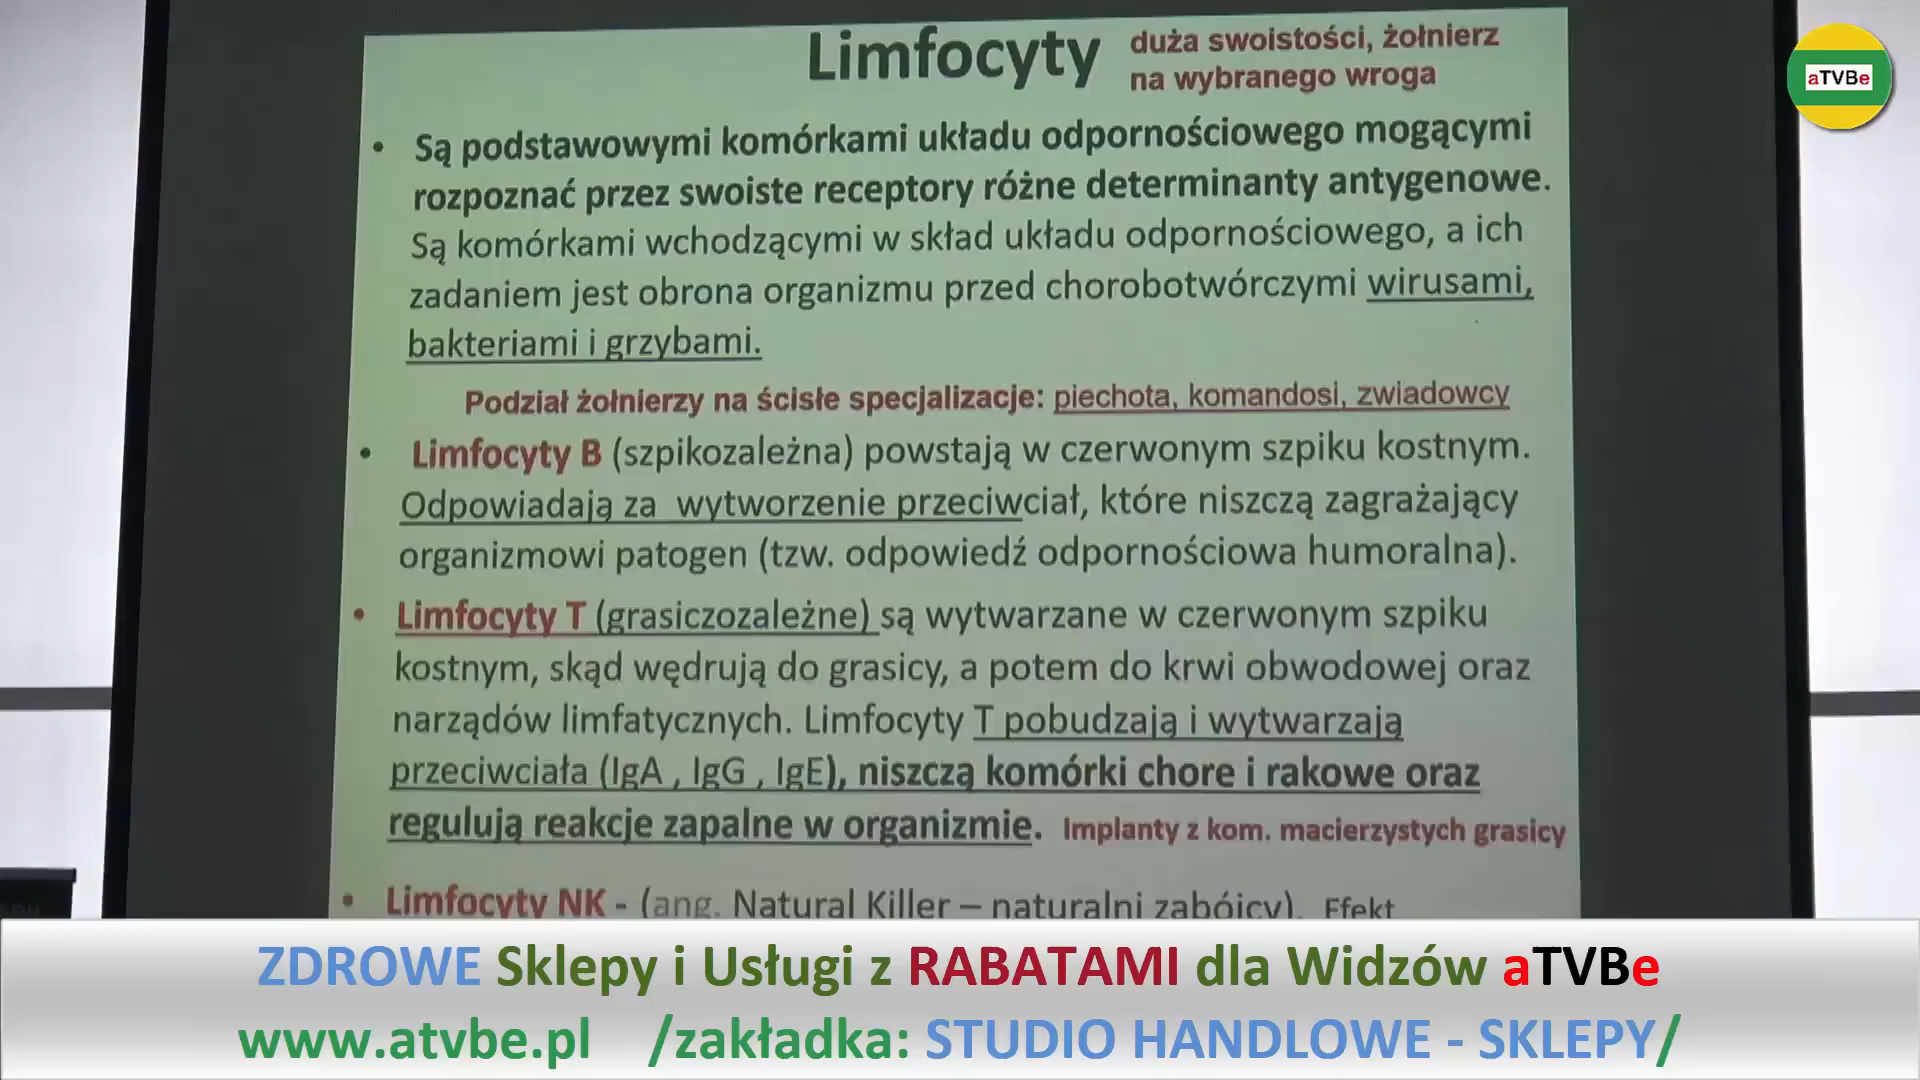 Limfocyty
duża swoistości, żołnierz
na wybranego wroga
aTVBe
• Są podstawowymi komórkami układu odpornościowego mogącymi
rozpoznać przez swoiste receptory różne determinanty antygenowe.
Są komórkami wchodzącymi w skład układu odpornościowego, a ich
zadaniem jest obrona organizmu przed chorobotwórczymi wirusami,
bakteriami i grzybami.
Podział żołnierzy na ścisłe specjalizacje: piechota, komandosi, zwiadowcy
• Limfocyty B (szpikozależna) powstają w czerwonym szpiku kostnym.
Odpowiadają za wytworzenie przeciwciał, które niszczą zagrażający
organizmowi patogen (tzw. odpowiedź odpornościowa humoralna).
• Limfocyty T (grasiczozależne) są wytwarzane w czerwonym szpiku
kostnym, skąd wędrują do grasicy, a potem do krwi obwodowej oraz
narządów limfatycznych. Limfocyty T pobudzają i wytwarzają
przeciwciała (IgA , IgG , IgE), niszczą komórki chore i rakowe oraz
regulują reakcje zapalne w organizmie. Implanty z kom. macierzystych grasicy
• Limfocyty NK - (ang. Natural Killer – naturalni zabójcy). Efekt
ZDROWE Sklepy i Usługi z RABATAMI dla Widzów aTVBe
www.atvbe.pl /zakładka: STUDIO HANDLOWE - SKLEPY/